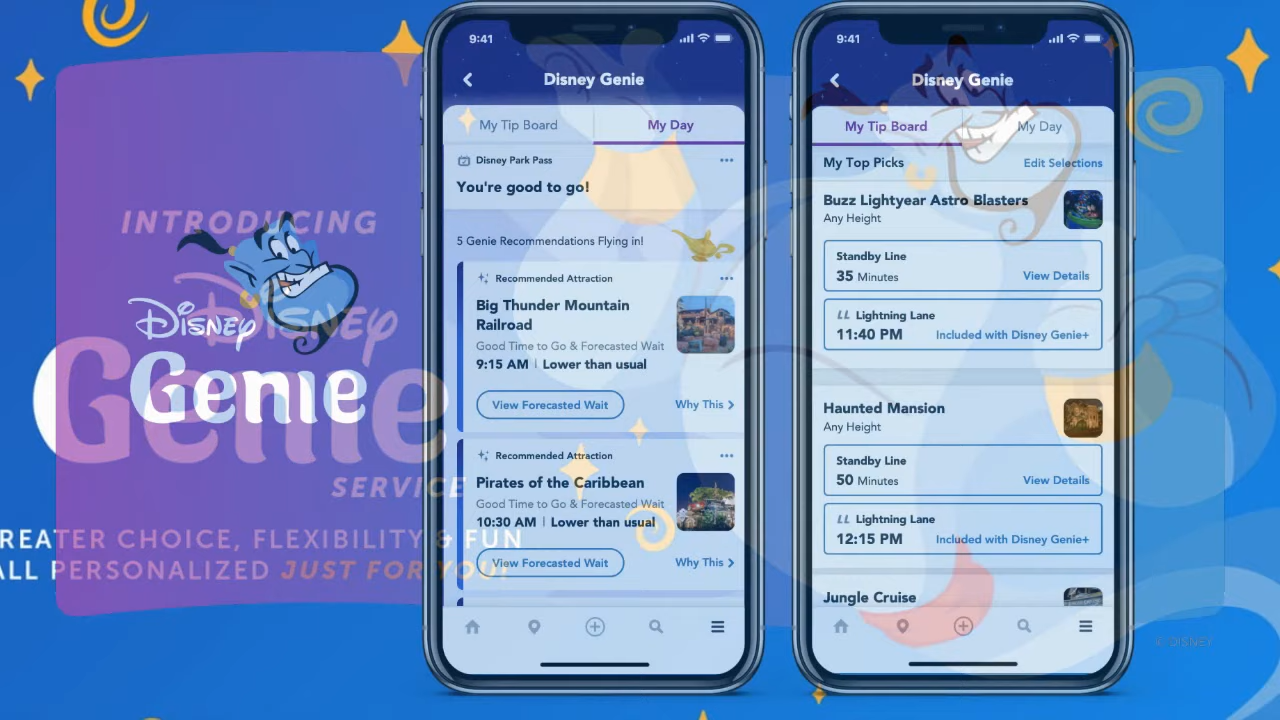 INTRODUCING
DISNEY
DISNEY
Genie
Genie
SERVICE
REATER CHOICE, FLEXIBILITY & FUN
ALL PERSONALIZED JUST FOR YOU!
9:41
Disney Genie
My Tip Board
My Day
Disney Park Pass
You're good to go!
5 Genie Recommendations Flying in!
Recommended Attraction
Big Thunder Mountain
Railroad
Good Time to Go & Forecasted Wait
9:15 AM | Lower than usual
View Forecasted Wait
Why This >
Recommended Attraction
Pirates of the Caribbean
Good Time to Go & Forecasted Wait
10:30 AM | Lower than usual
View Forecasted Wait
Why This >
9:41
Disney Genie
My Tip Board
My Day
My Top Picks
Edit Selections
Buzz Lightyear Astro Blasters
Any Height
Standby Line
35 Minutes
View Details
LL Lightning Lane
11:40 PM
Included with Disney Genie+
Haunted Mansion
Any Height
Standby Line
50 Minutes
View Details
LL Lightning Lane
12:15 PM
Included with Disney Genie+
Jungle Cruise
© DISNEY